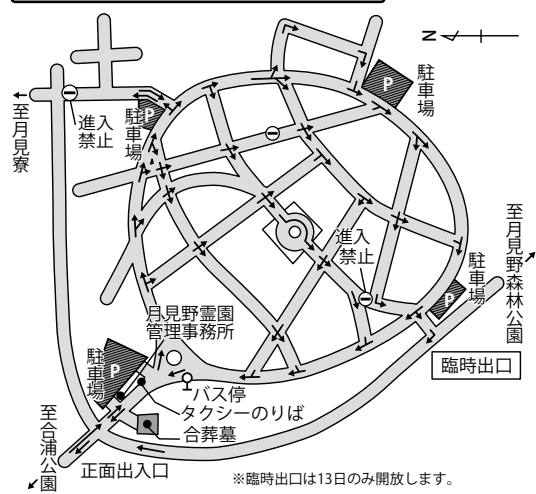 N
駐車場
P
至月見寮
進入
禁止
駐車場
P
進入
禁止
至月見野森林公園
駐車場
P
臨時出口
月見野霊園
管理事務所
駐車場
P
バス停
タクシーのりば
合葬墓
至合浦公園
正面出入口
※臨時出口は13日のみ開放します。